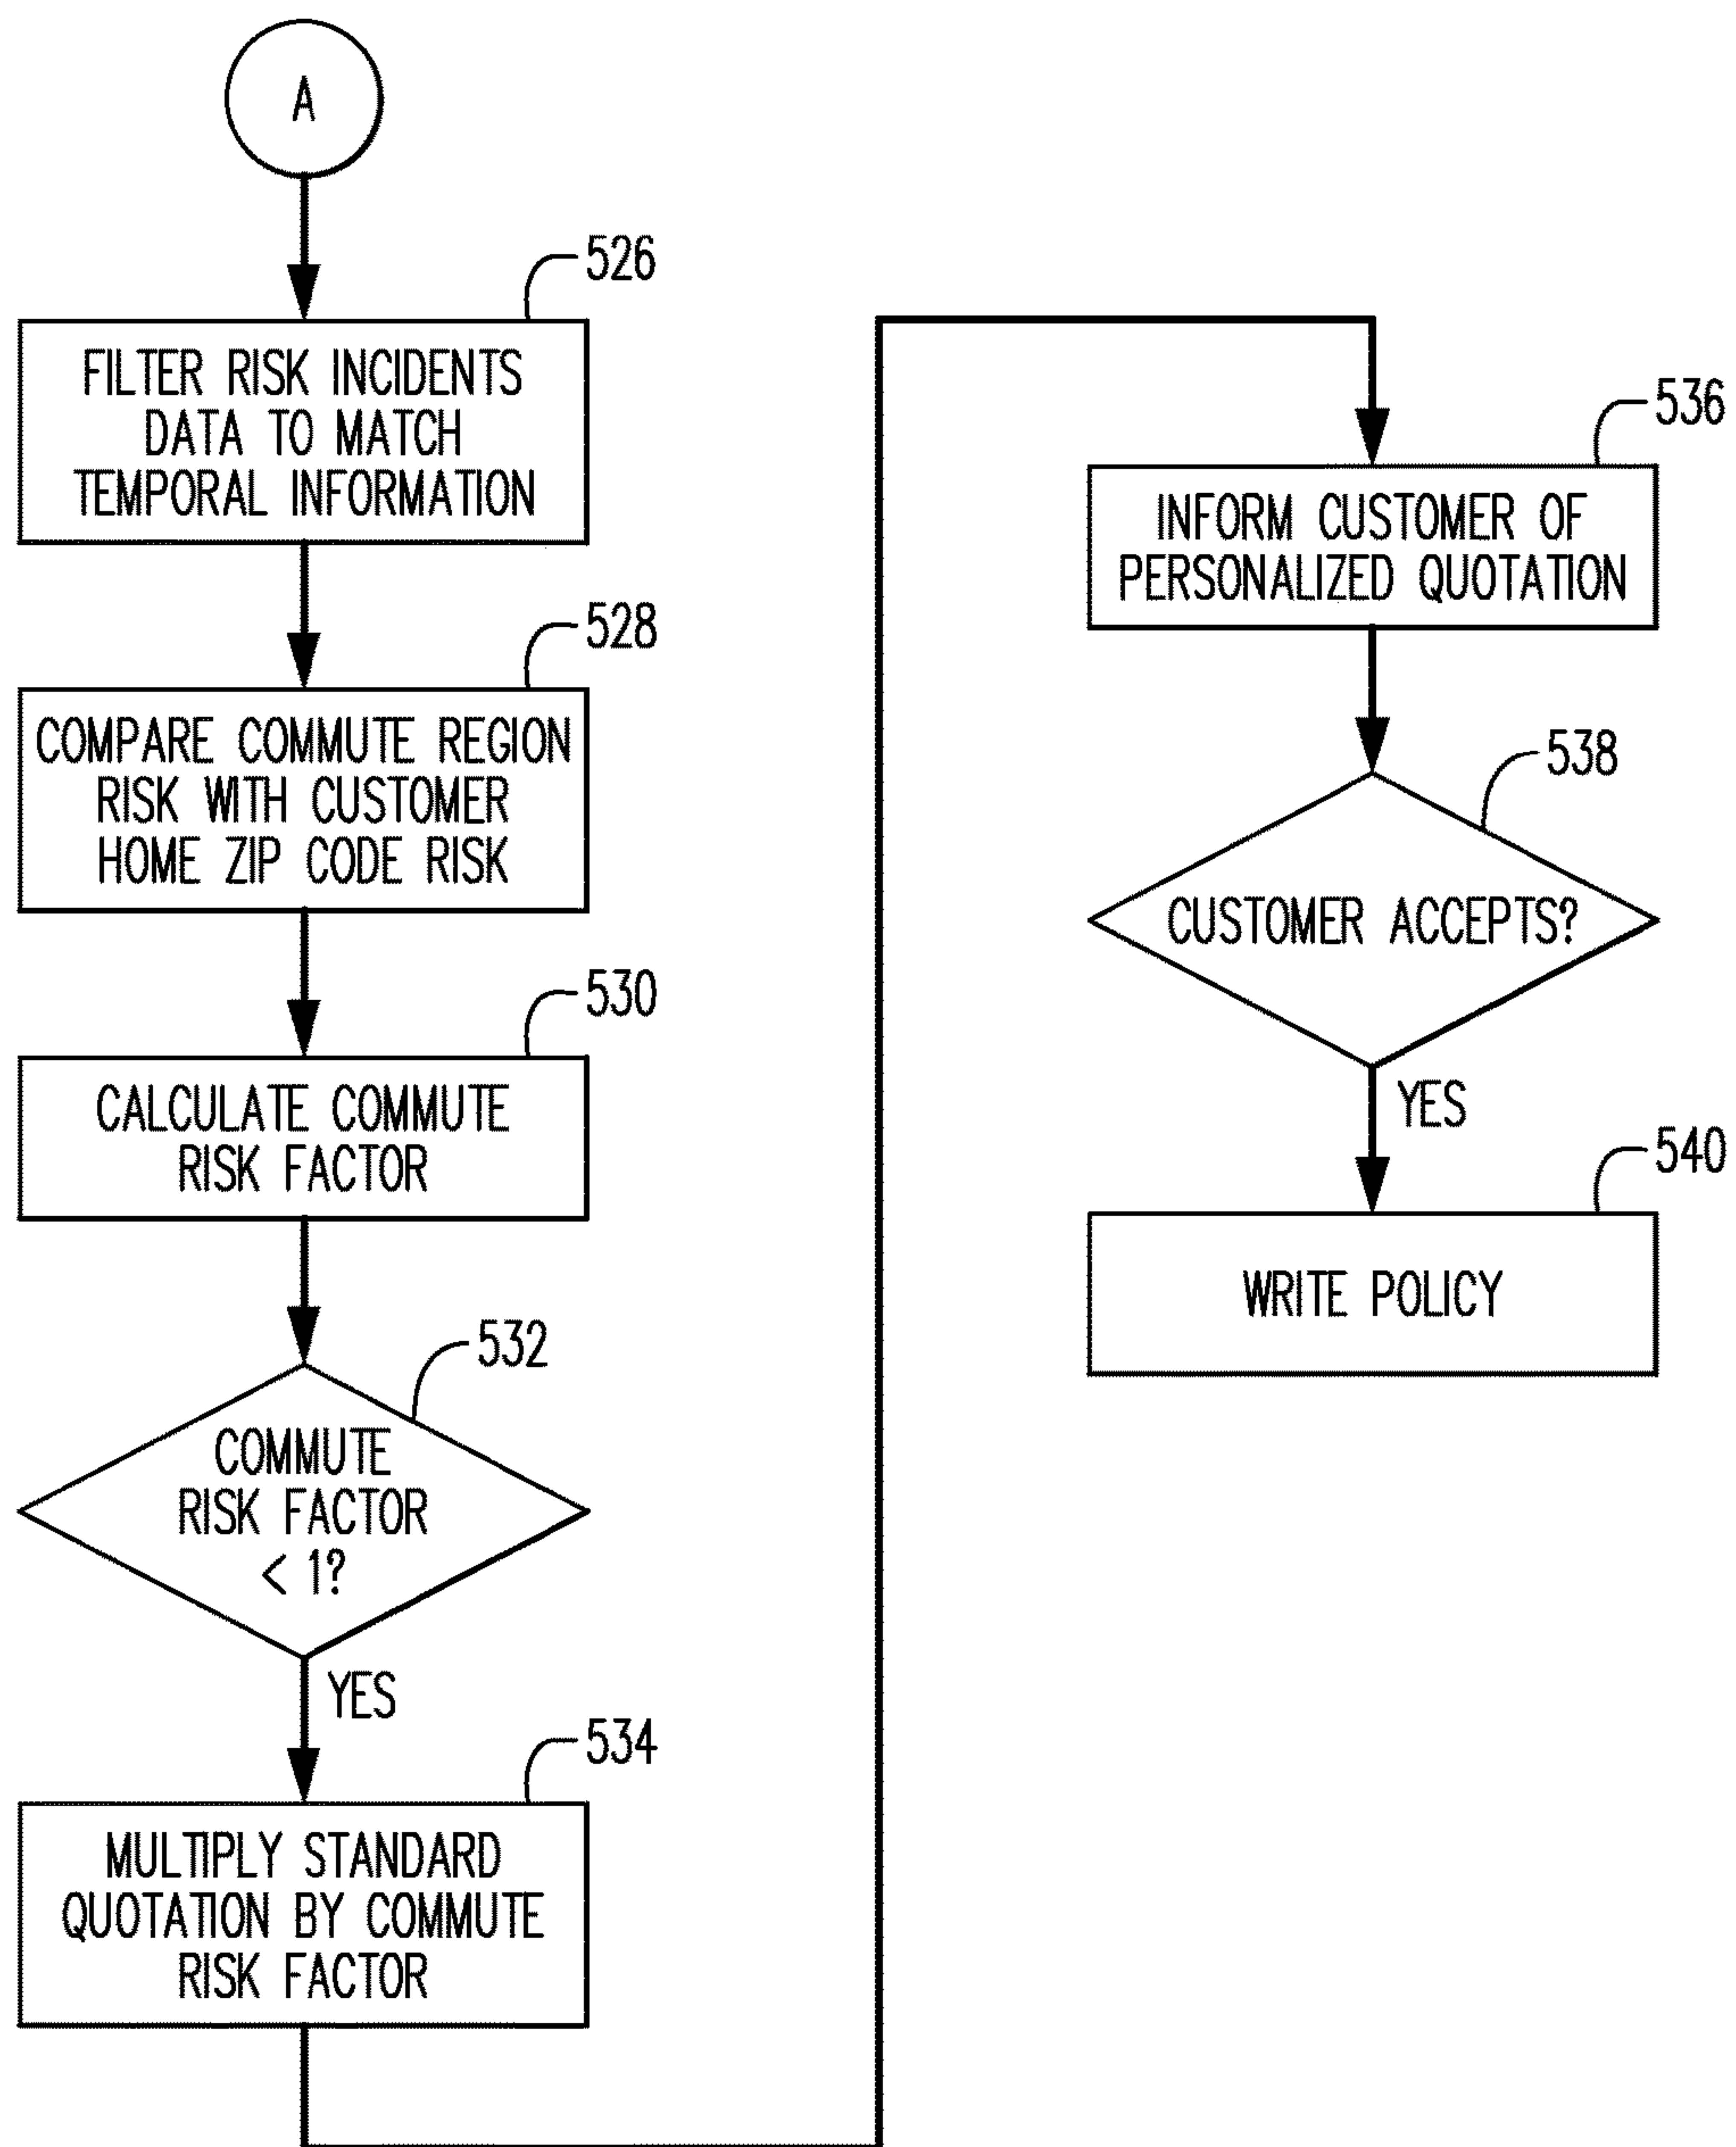 A
526
FILTER RISK INCIDENTS
DATA TO MATCH
TEMPORAL INFORMATION
528
COMPARE COMMUTE REGION
RISK WITH CUSTOMER
HOME ZIP CODE RISK
530
CALCULATE COMMUTE
RISK FACTOR
532
COMMUTE
RISK FACTOR
< 1?
YES
534
MULTIPLY STANDARD
QUOTATION BY COMMUTE
RISK FACTOR
536
INFORM CUSTOMER OF
PERSONALIZED QUOTATION
538
CUSTOMER ACCEPTS?
YES
540
WRITE POLICY